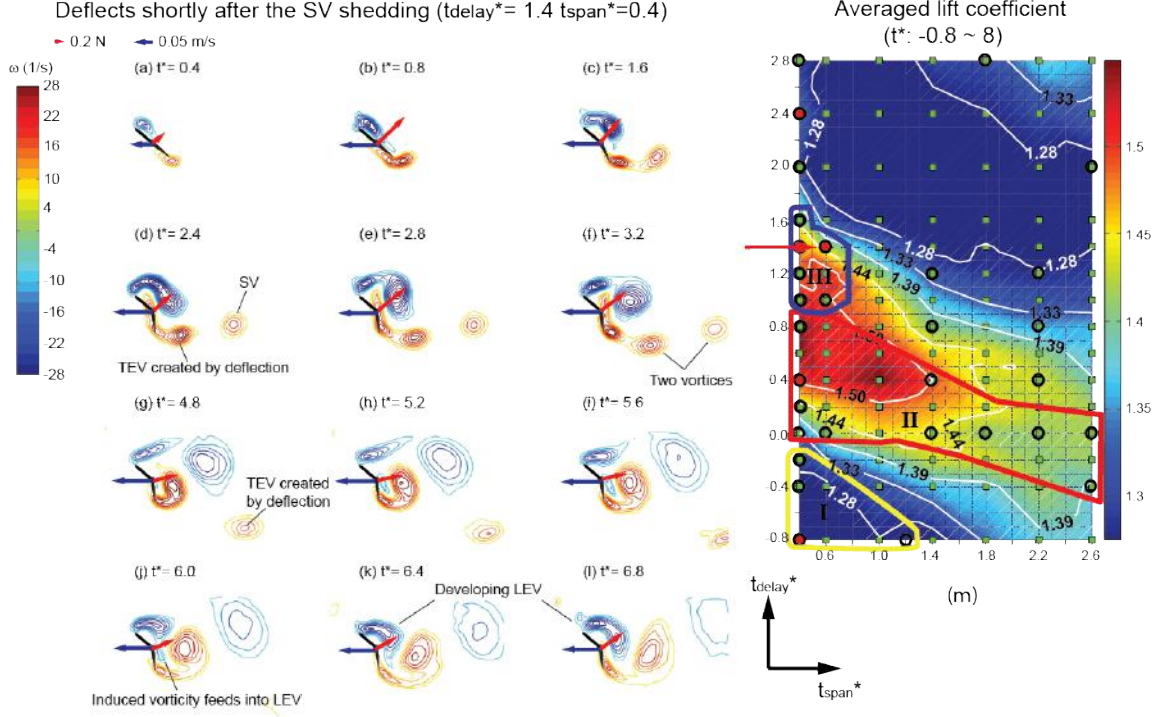 Deflects shortly after the SV shedding (tdelay*= 1.4 tspan*=0.4)
0.2 N
0.05 m/s
ω (1/s)
28
22
16
10
4
-4
-10
-16
-22
-28
(a) t*= 0.4
(b) t*= 0.8
(c) t*= 1.6
(d) t*= 2.4
(e) t*= 2.8
(f) t*= 3.2
SV
TEV created by deflection
Two vortices
(g) t*= 4.8
(h) t*= 5.2
(i) t*= 5.6
TEV created
by deflection
(j) t*= 6.0
(k) t*= 6.4
(l) t*= 6.8
Developing LEV
Induced vorticity feeds into LEV
Averaged lift coefficient
(t*: -0.8 ~ 8)
2.8
2.4
2.0
1.6
1.2
0.8
0.4
0.0
-0.4
-0.8
0.6
1.0
1.4
1.8
2.2
2.6
1.33
1.28
1.28
1.28
1.28
1.33
1.44
1.39
1.33
1.39
III
1.50
1.44
II
1.44
1.33
1.39
1.28
I
1.39
1.5
1.45
1.4
1.35
1.3
(m)
tdelay*
tspan*